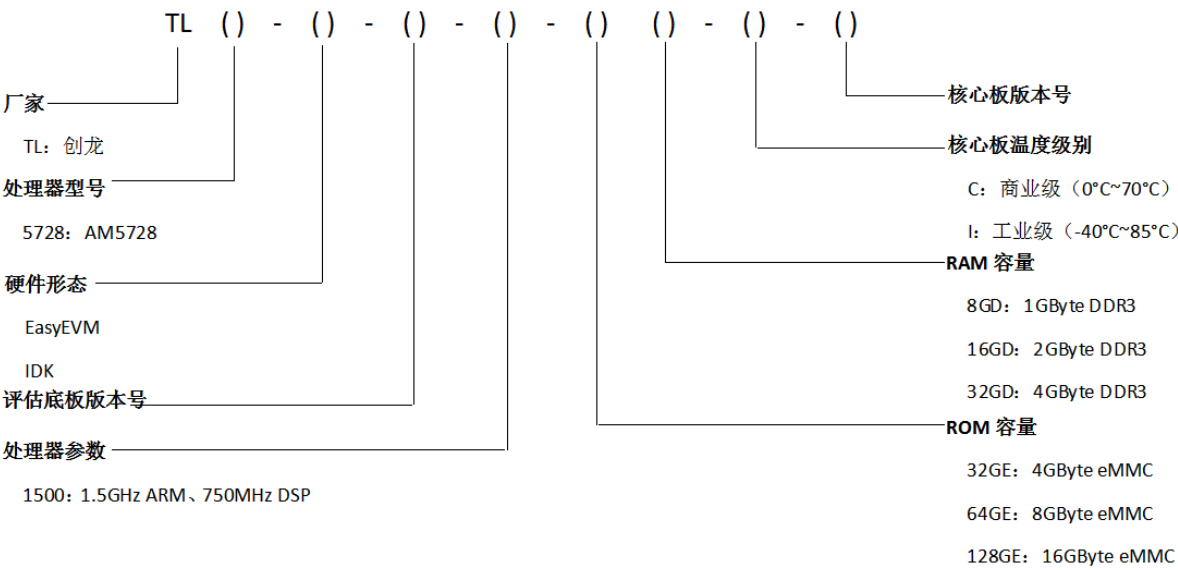 TL ( ) - ( ) - ( ) - ( ) - ( ) ( ) - ( ) - ( )
厂家
TL：创龙
处理器型号
5728：AM5728
硬件形态
EasyEVM
IDK
评估底板版本号
处理器参数
1500：1.5GHz ARM、750MHz DSP
核心板版本号
核心板温度级别
C：商业级（0°C~70°C）
I：工业级（-40°C~85°C）
RAM 容量
8GD：1GByte DDR3
16GD：2GByte DDR3
32GD：4GByte DDR3
ROM 容量
32GE：4GByte eMMC
64GE：8GByte eMMC
128GE：16GByte eMMC